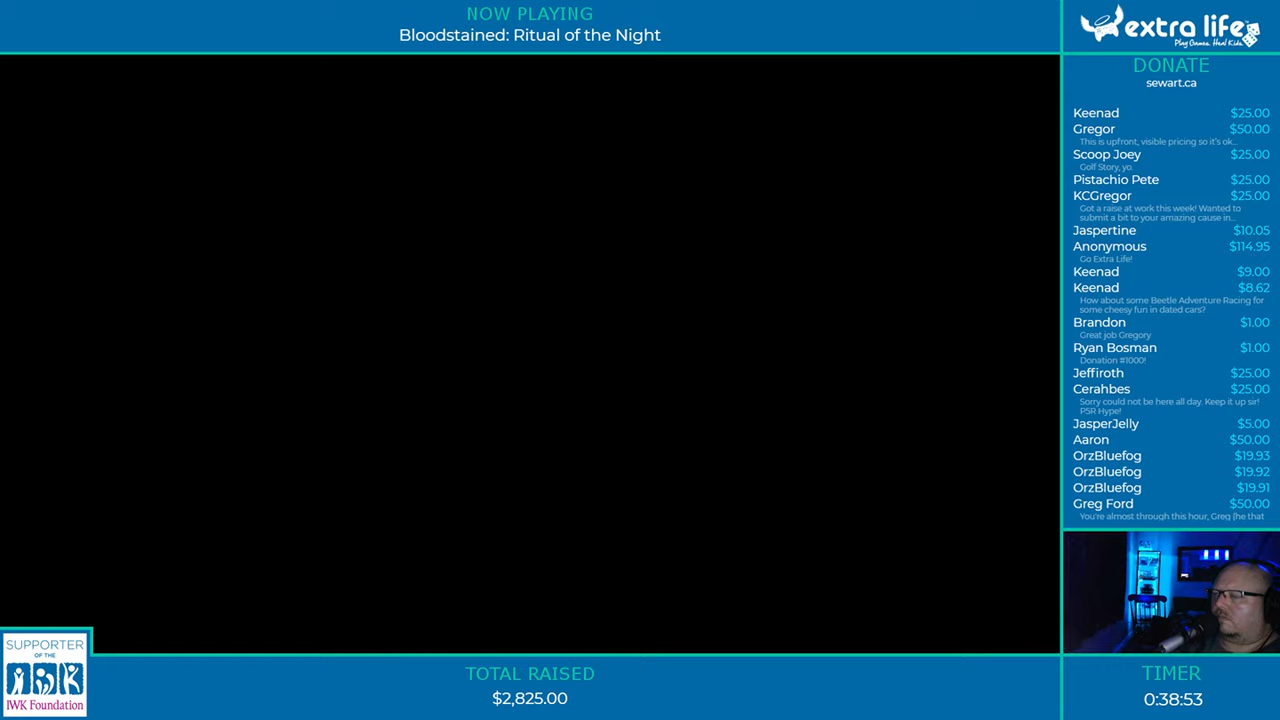 NOW PLAYING
Bloodstained: Ritual of the Night
extra life
Play Games. Heal Kids.
DONATE
sewart.ca
Keenad $25.00
Gregor $50.00
This is upfront, visible pricing so it's ok...
Scoop Joey $25.00
Golf Story, yo.
Pistachio Pete $25.00
KCGregor $25.00
Got a raise at work this week! Wanted to
submit a bit to your amazing cause in...
Jaspertine $10.05
Anonymous $114.95
Go Extra Life!
Keenad $9.00
Keenad $8.62
How about some Beetle Adventure Racing for
some cheesy fun in dated cars?
Brandon $1.00
Great job Gregory
Ryan Bosman $1.00
Donation #1000!
Jeffiroth $25.00
Cerahbes $25.00
Sorry could not be here all day. Keep it up sir!
P5R Hype!
JasperJelly $5.00
Aaron $50.00
OrzBluefog $19.93
OrzBluefog $19.92
OrzBluefog $19.91
Greg Ford $50.00
You're almost through this hour, Greg (he that
SUPPORTER
OF THE
IWK
IWK Foundation
TOTAL RAISED
$2,825.00
TIMER
0:38:53